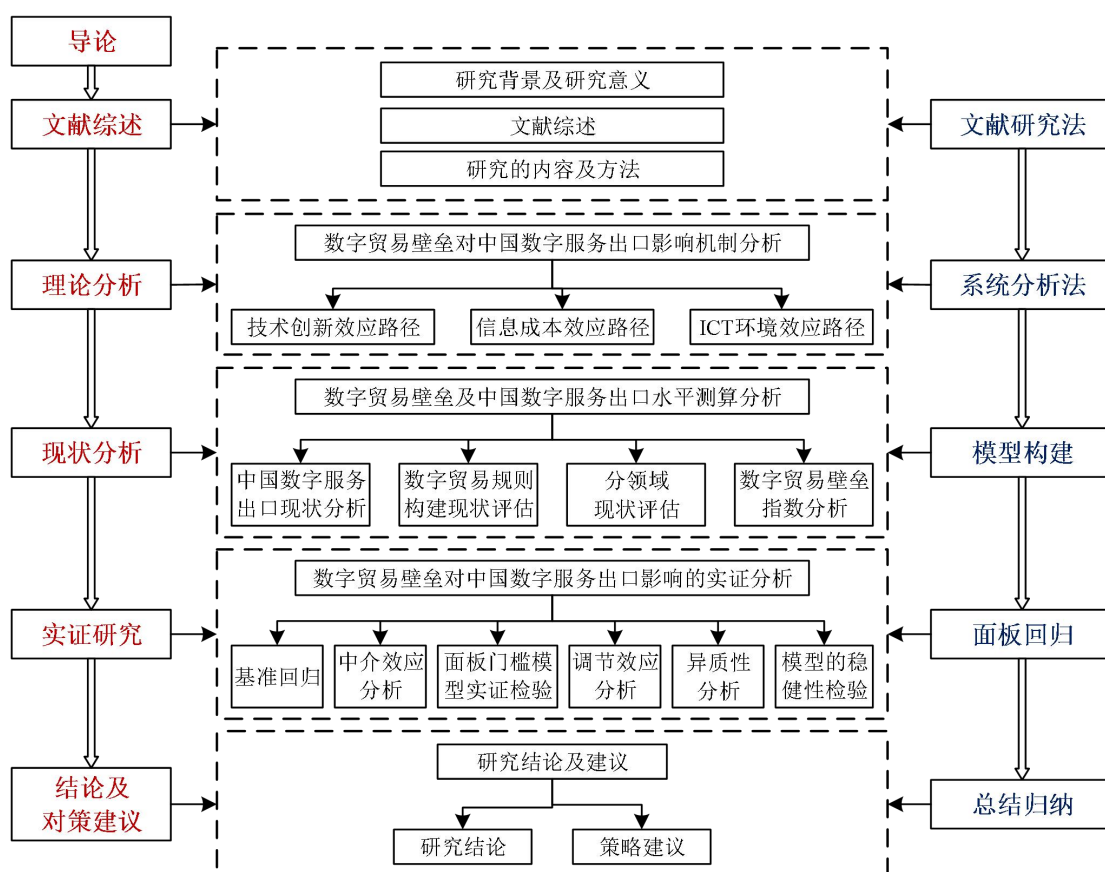 导论
研究背景及研究意义
文献综述
文献综述
文献研究法
研究的内容及方法
数字贸易壁垒对中国数字服务出口影响机制分析
理论分析
系统分析法
技术创新效应路径
信息成本效应路径
ICT环境效应路径
数字贸易壁垒及中国数字服务出口水平测算分析
现状分析
模型构建
中国数字服务
出口现状分析
数字贸易规则
构建现状评估
分领域
现状评估
数字贸易壁垒
指数分析
数字贸易壁垒对中国数字服务出口影响的实证分析
实证研究
面板回归
基准回归
中介效应
分析
面板门槛模
型实证检验
调节效应
分析
异质性
分析
模型的稳
健性检验
研究结论及建议
结论及
对策建议
总结归纳
研究结论
策略建议